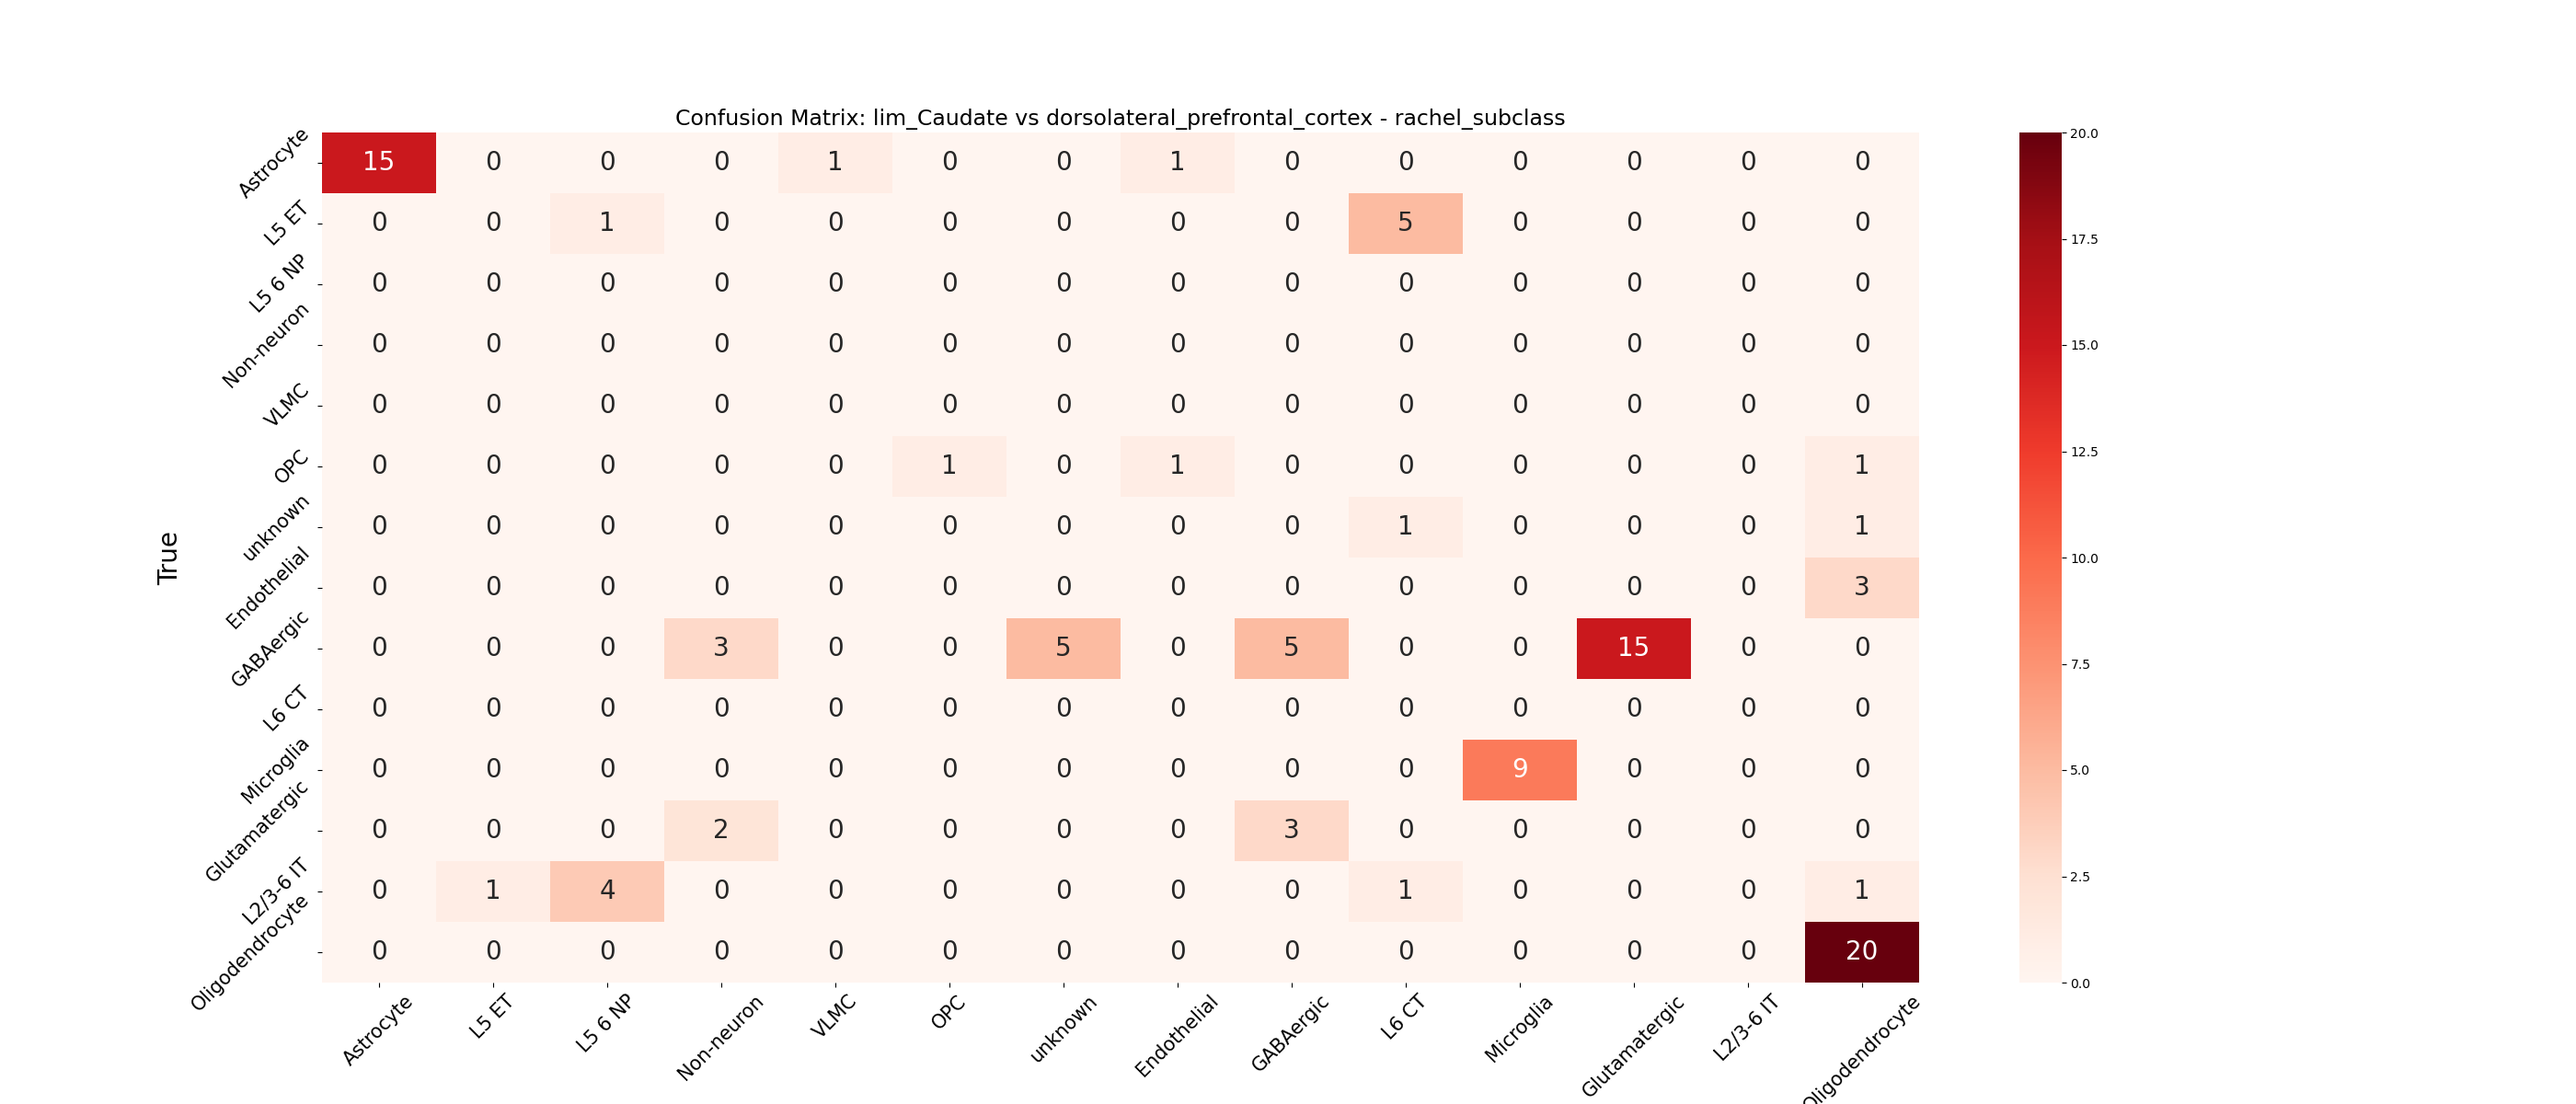 Confusion Matrix: lim_Caudate vs dorsolateral_prefrontal_cortex - rachel_subclass
True
Astrocyte 15 0 0 0 1 0 0 1 0 0 0 0 0 0
L5 ET 0 0 1 0 0 0 0 0 0 5 0 0 0 0
L5 6 NP 0 0 0 0 0 0 0 0 0 0 0 0 0 0
Non-neuron 0 0 0 0 0 0 0 0 0 0 0 0 0 0
VLMC 0 0 0 0 0 0 0 0 0 0 0 0 0 0
OPC 0 0 0 0 0 1 0 1 0 0 0 0 0 1
unknown 0 0 0 0 0 0 0 0 0 1 0 0 0 1
Endothelial 0 0 0 0 0 0 0 0 0 0 0 0 0 3
GABAergic 0 0 0 3 0 0 5 0 5 0 0 15 0 0
L6 CT 0 0 0 0 0 0 0 0 0 0 0 0 0 0
Microglia 0 0 0 0 0 0 0 0 0 0 9 0 0 0
Glutamatergic 0 0 0 2 0 0 0 0 3 0 0 0 0 0
L2/3-6 IT 0 1 4 0 0 0 0 0 0 1 0 0 0 1
Oligodendrocyte 0 0 0 0 0 0 0 0 0 0 0 0 0 20
Astrocyte L5 ET L5 6 NP Non-neuron VLMC OPC unknown Endothelial GABAergic L6 CT Microglia Glutamatergic L2/3-6 IT Oligodendrocyte
20.0
17.5
15.0
12.5
10.0
7.5
5.0
2.5
0.0